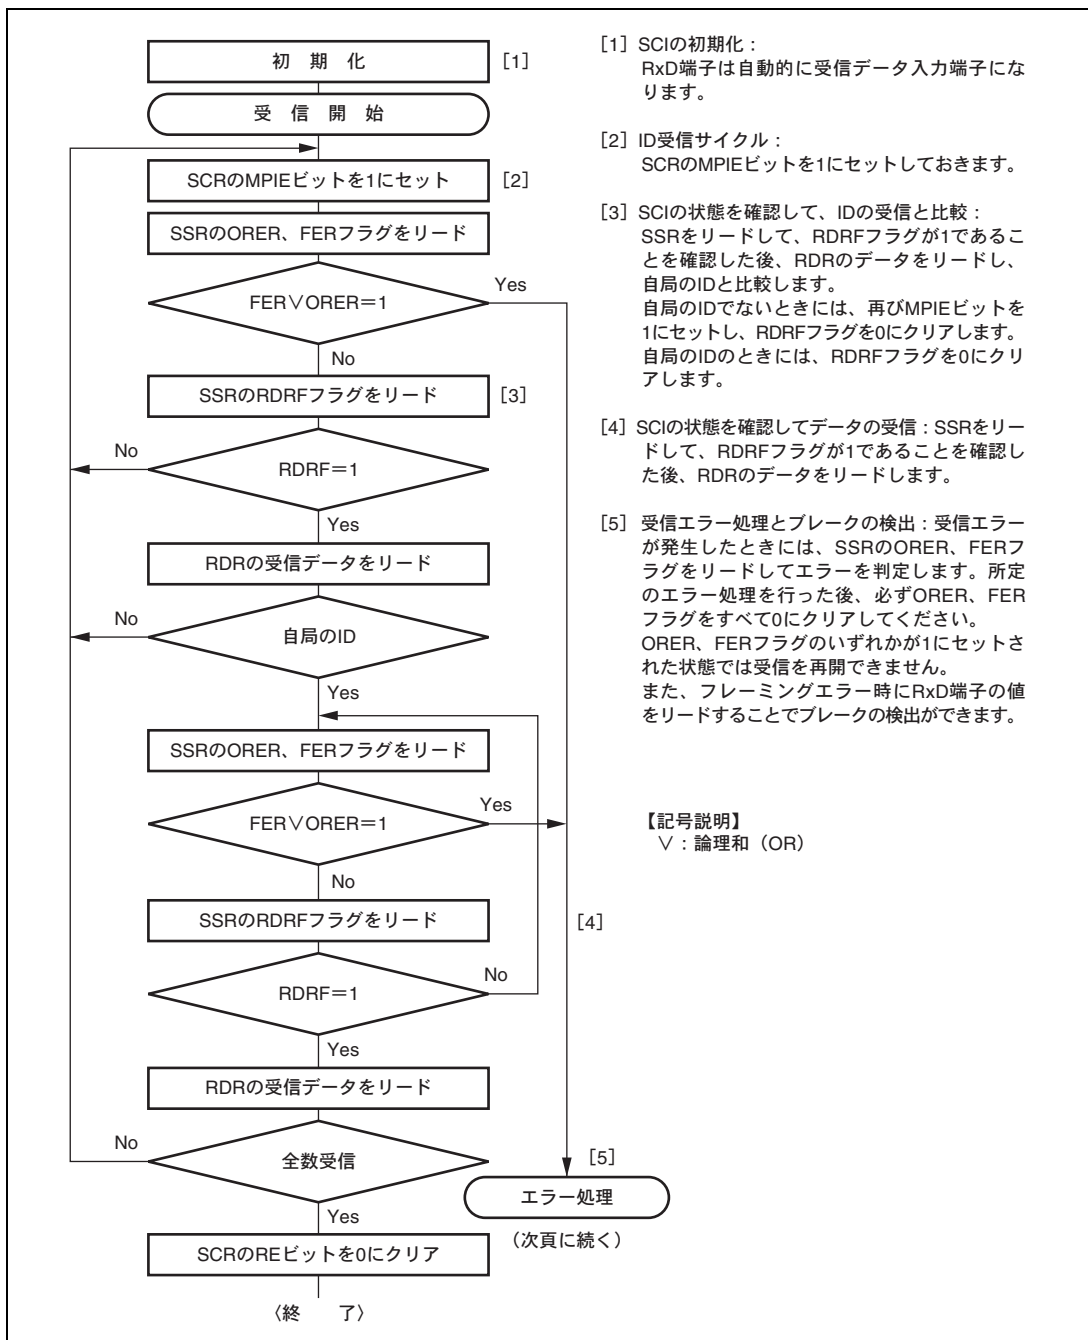 初 期 化 [1]
受 信 開 始
SCRのMPIEビットを1にセット [2]
SSRのORER、FERフラグをリード
FER∨ORER＝1
Yes
No
SSRのRDRFフラグをリード [3]
No
RDRF＝1
Yes
RDRの受信データをリード
No
自局のID
Yes
SSRのORER、FERフラグをリード
Yes
FER∨ORER＝1
No
SSRのRDRFフラグをリード
[4]
No
RDRF＝1
Yes
RDRの受信データをリード
No
全数受信
[5]
エラー処理
（次頁に続く）
Yes
SCRのREビットを0にクリア
〈終 了〉
[1] SCIの初期化：
RxD端子は自動的に受信データ入力端子にな
ります。
[2] ID受信サイクル：
SCRのMPIEビットを1にセットしておきます。
[3] SCIの状態を確認して、IDの受信と比較：
SSRをリードして、RDRFフラグが1であるこ
とを確認した後、RDRのデータをリードし、
自局のIDと比較します。
自局のIDでないときには、再びMPIEビットを
1にセットし、RDRFフラグを0にクリアします。
自局のIDのときには、RDRFフラグを0にクリ
アします。
[4] SCIの状態を確認してデータの受信：SSRをリー
ドして、RDRFフラグが1であることを確認し
た後、RDRのデータをリードします。
[5] 受信エラー処理とブレークの検出：受信エラー
が発生したときには、SSRのORER、FERフ
ラグをリードしてエラーを判定します。所定
のエラー処理を行った後、必ずORER、FER
フラグをすべて0にクリアしてください。
ORER、FERフラグのいずれかが1にセットさ
れた状態では受信を再開できません。
また、フレーミングエラー時にRxD端子の値
をリードすることでブレークの検出ができます。
【記号説明】
∨：論理和（OR）